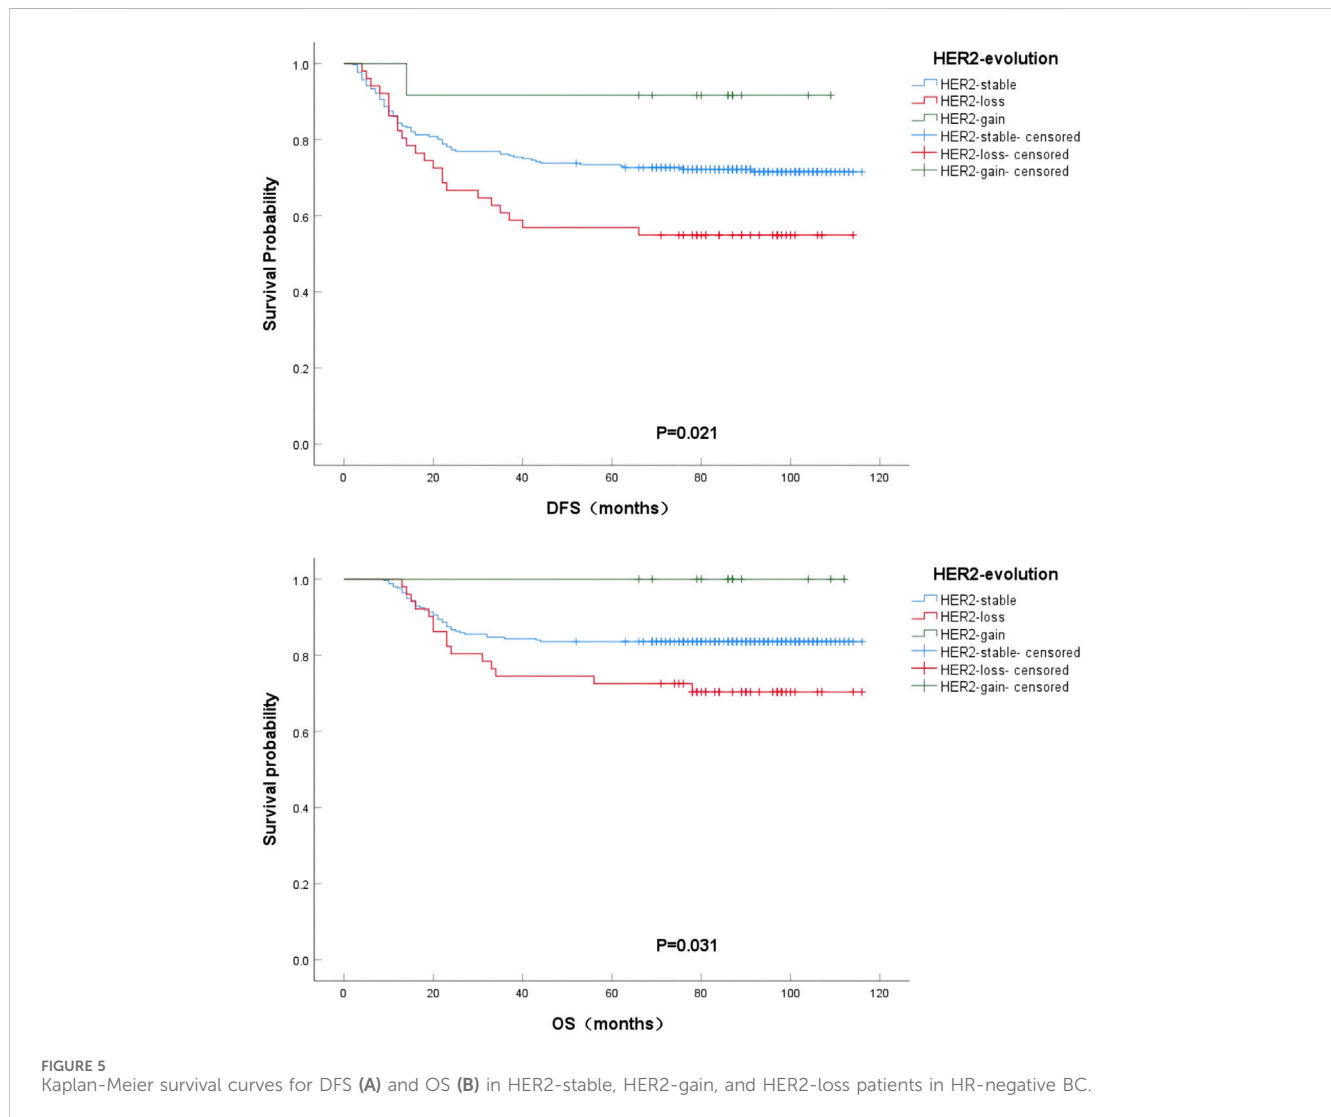 HER2-evolution
HER2-stable
HER2-loss
HER2-gain
HER2-stable- censored
HER2-loss- censored
HER2-gain- censored
Survival Probability
1.0
0.8
0.6
0.4
0.2
0.0
P=0.021
0 20 40 60 80 100 120
DFS（months）
HER2-evolution
HER2-stable
HER2-loss
HER2-gain
HER2-stable- censored
HER2-loss- censored
HER2-gain- censored
Survival probability
1.0
0.8
0.6
0.4
0.2
0.0
P=0.031
0 20 40 60 80 100 120
OS（months）
FIGURE 5
Kaplan-Meier survival curves for DFS (A) and OS (B) in HER2-stable, HER2-gain, and HER2-loss patients in HR-negative BC.